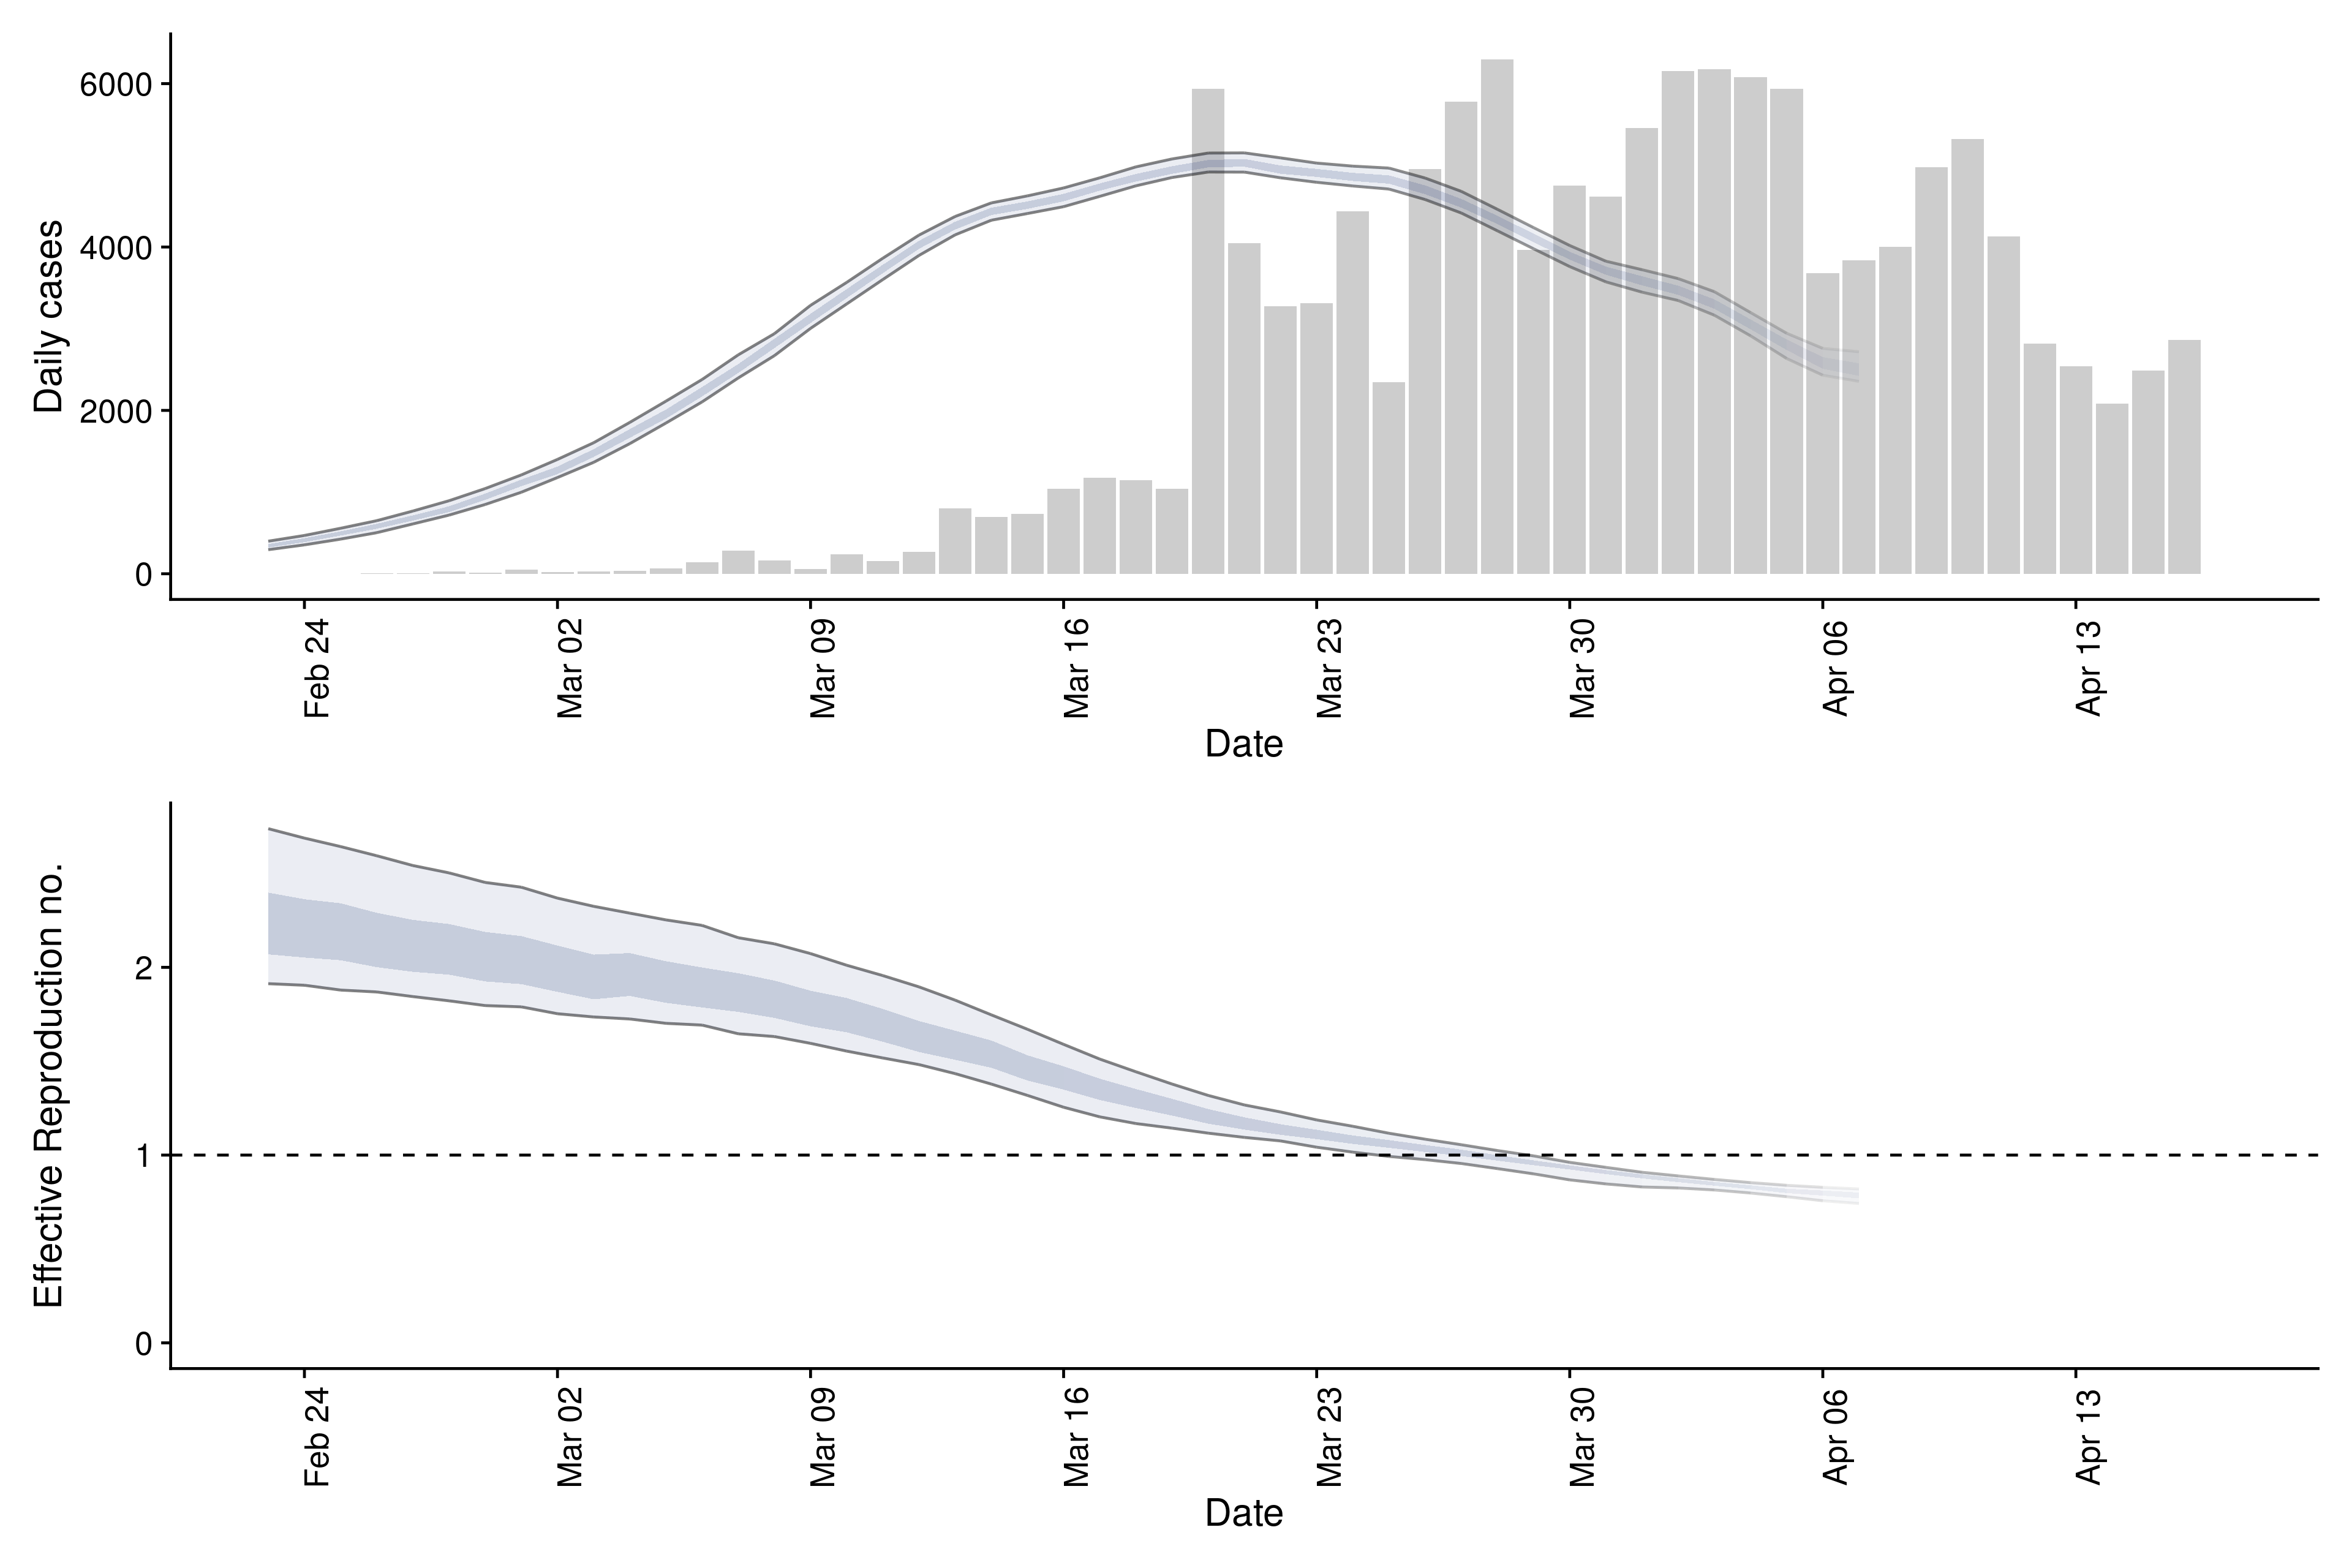 Daily cases
6000
4000
2000
0
Feb 24
Mar 02
Mar 09
Mar 16
Mar 23
Mar 30
Apr 06
Apr 13
Date
Effective Reproduction no.
2
1
0
Feb 24
Mar 02
Mar 09
Mar 16
Mar 23
Mar 30
Apr 06
Apr 13
Date